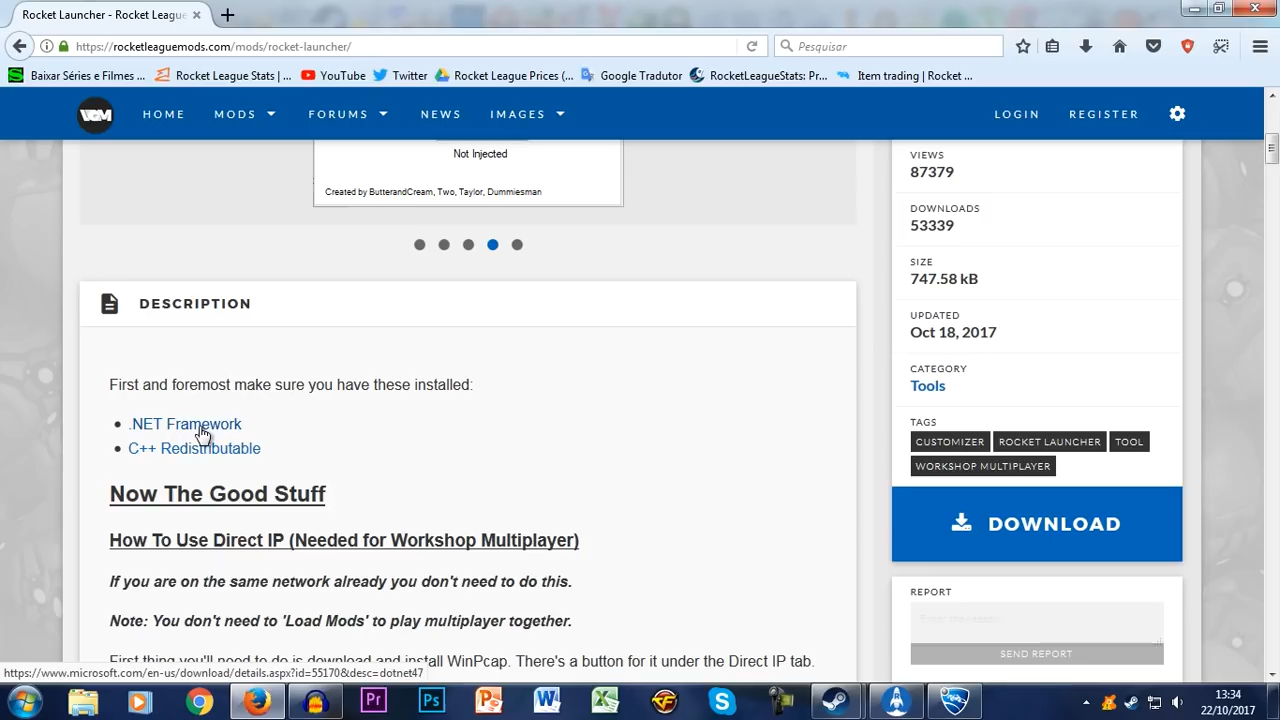 Rocket Launcher - Rocket League
https://rocketleaguemods.com/mods/rocket-launcher/
Pesquisar
Baixar Séries e Filmes ...
Rocket League Stats | ...
YouTube
Twitter
Rocket League Prices (...
Google Tradutor
RocketLeagueStats: Pr...
Item trading | Rocket ...
VGM
HOME
MODS
FORUMS
NEWS
IMAGES
LOGIN
REGISTER
Not Injected
Created by ButterandCream, Two, Taylor, Dummiesman
DESCRIPTION
First and foremost make sure you have these installed:
.NET Framework
C++ Redistributable
Now The Good Stuff
How To Use Direct IP (Needed for Workshop Multiplayer)
If you are on the same network already you don't need to do this.
Note: You don't need to 'Load Mods' to play multiplayer together.
First thing you'll need to do is download and install WinPcap. There's a button for it under the Direct IP tab.
VIEWS
87379
DOWNLOADS
53339
SIZE
747.58 kB
UPDATED
Oct 18, 2017
CATEGORY
Tools
TAGS
CUSTOMIZER
ROCKET LAUNCHER
TOOL
WORKSHOP MULTIPLAYER
DOWNLOAD
REPORT
SEND REPORT
https://www.microsoft.com/en-us/download/details.aspx?id=55170&desc=dotnet47
Pr
Ps
13:34
22/10/2017